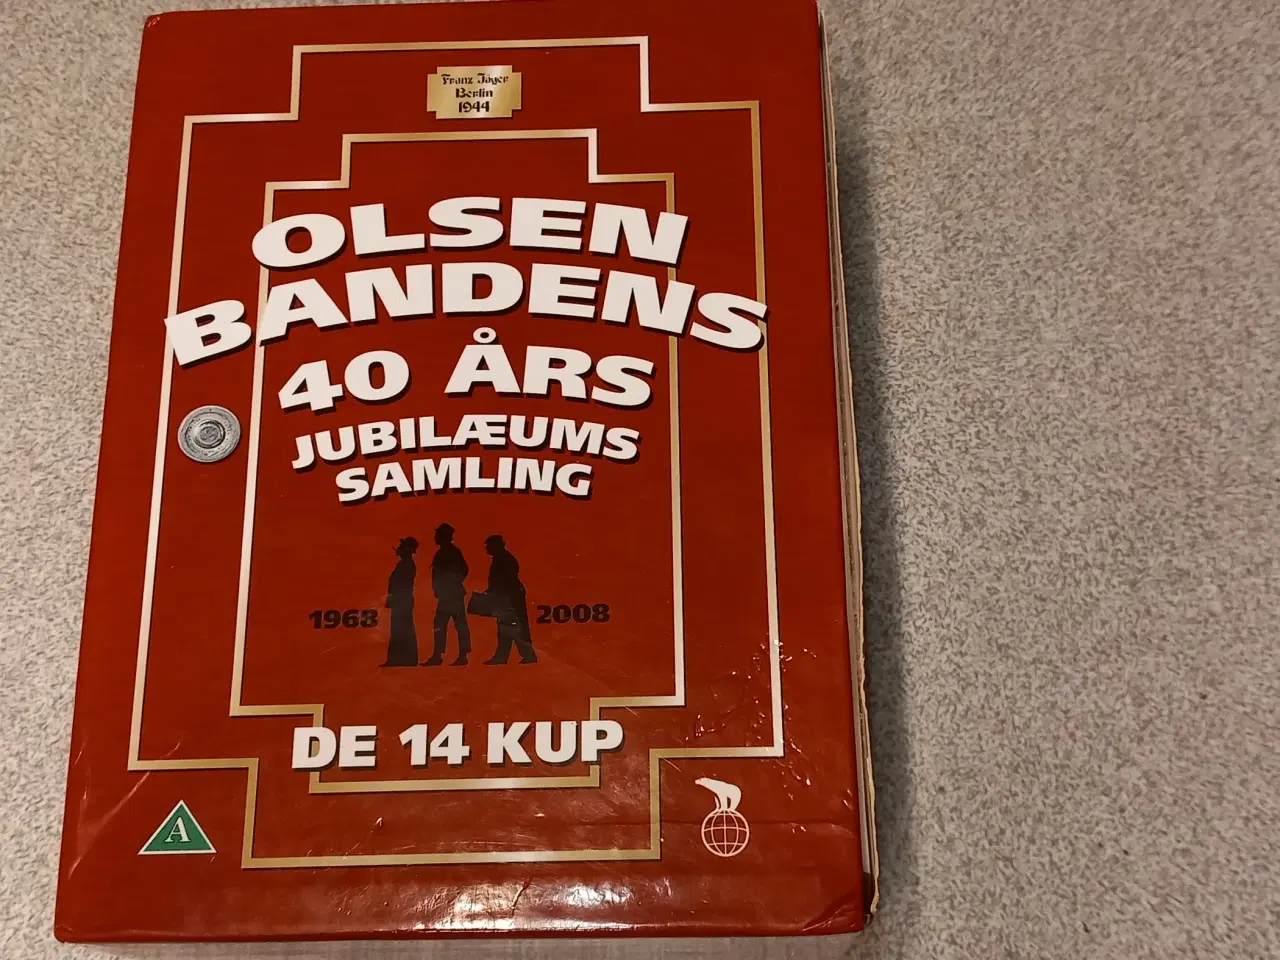 Franz Jäger
Berlin
1944
OLSEN
BANDENS
40 ÅRS
JUBILÆUMS
SAMLING
1968 2008
DE 14 KUP
A